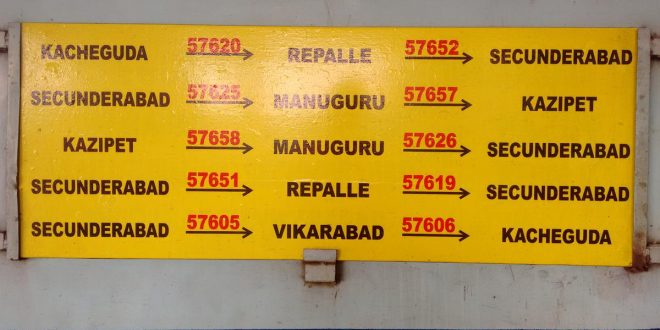 KACHEGUDA 57620 REPALLE 57652 SECUNDERABAD
SECUNDERABAD 57625 MANUGURU 57657 KAZIPET
KAZIPET 57658 MANUGURU 57626 SECUNDERABAD
SECUNDERABAD 57651 REPALLE 57619 SECUNDERABAD
SECUNDERABAD 57605 VIKARABAD 57606 KACHEGUDA